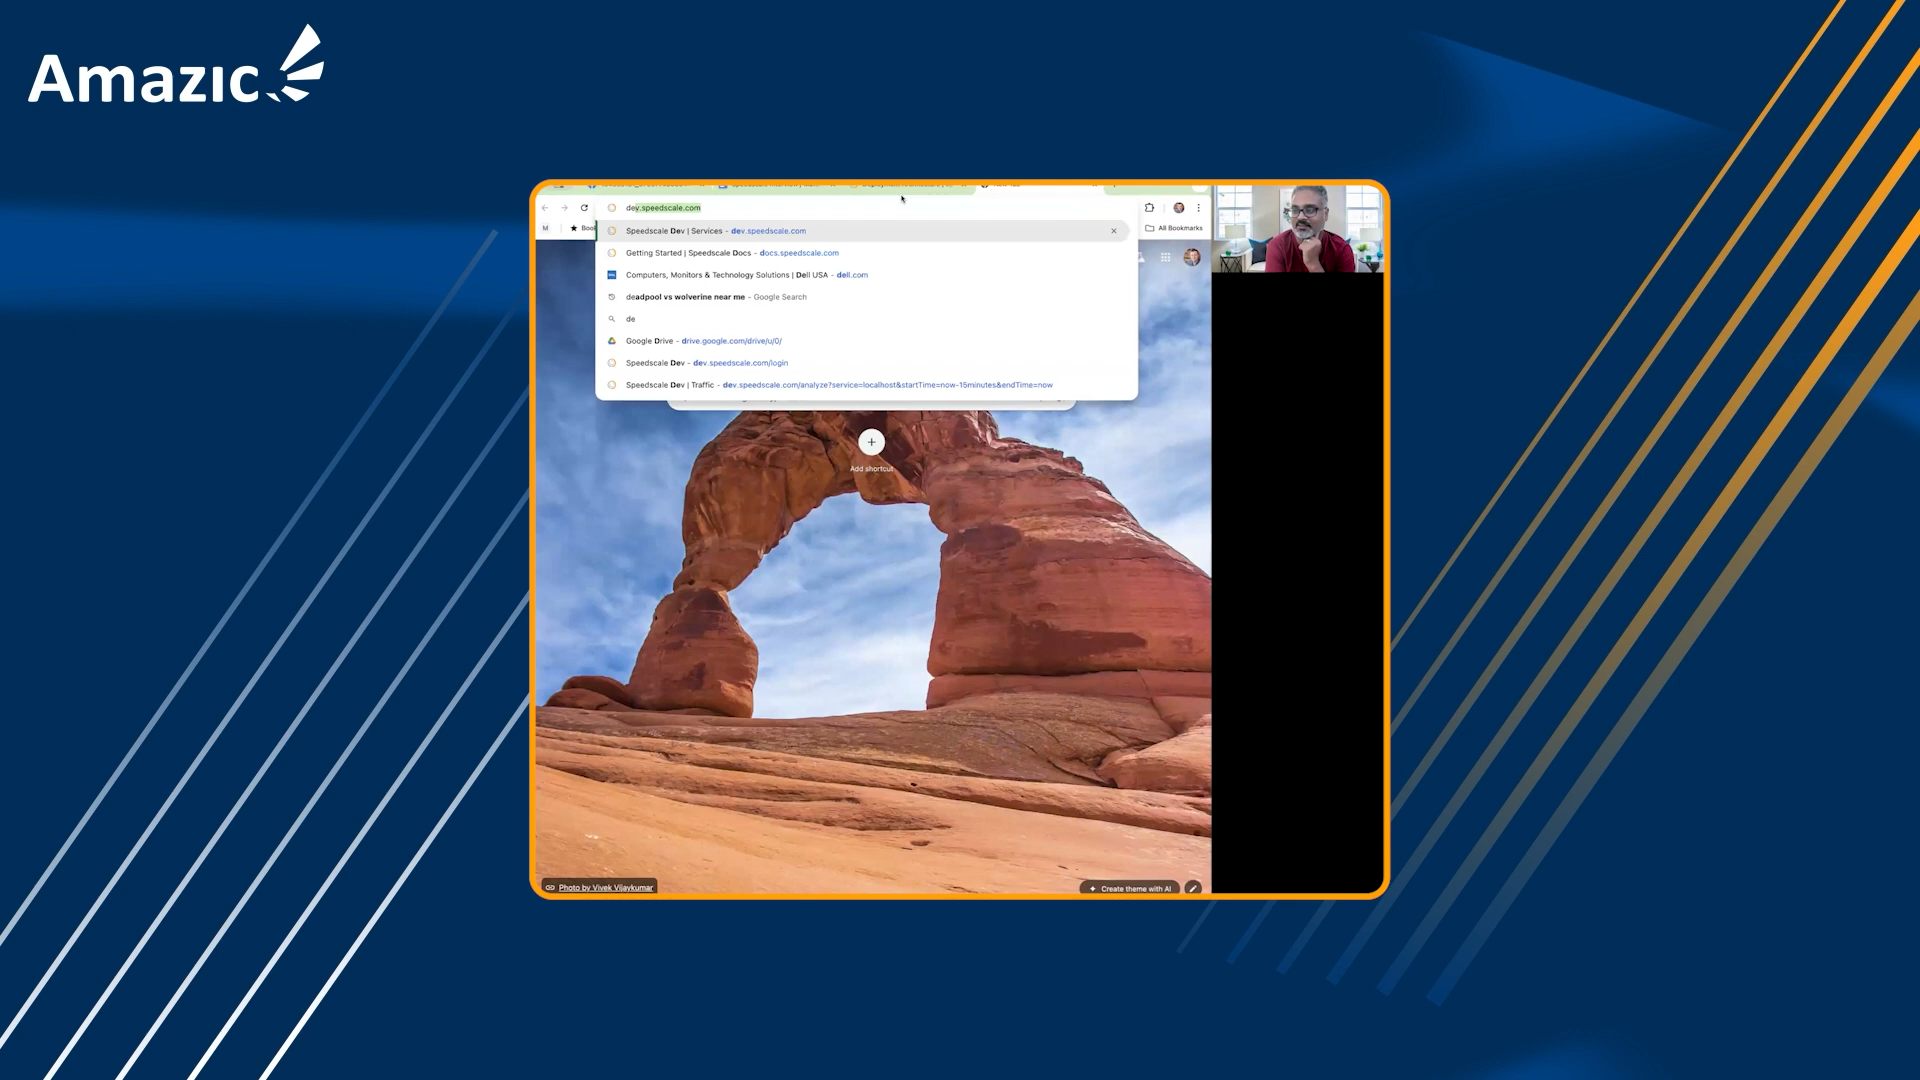 Amazic
dev.speedscale.com
M
All Bookmarks
Speedscale Dev | Services - dev.speedscale.com
Getting Started | Speedscale Docs - docs.speedscale.com
Computers, Monitors & Technology Solutions | Dell USA - dell.com
deadpool vs wolverine near me - Google Search
de
Google Drive - drive.google.com/drive/u/0/
Speedscale Dev - dev.speedscale.com/login
Speedscale Dev | Traffic - dev.speedscale.com/analyze?service=localhost&startTime=now-15minutes&endTime=now
Add shortcut
Photo by Vivek Vijaykumar
Create theme with AI